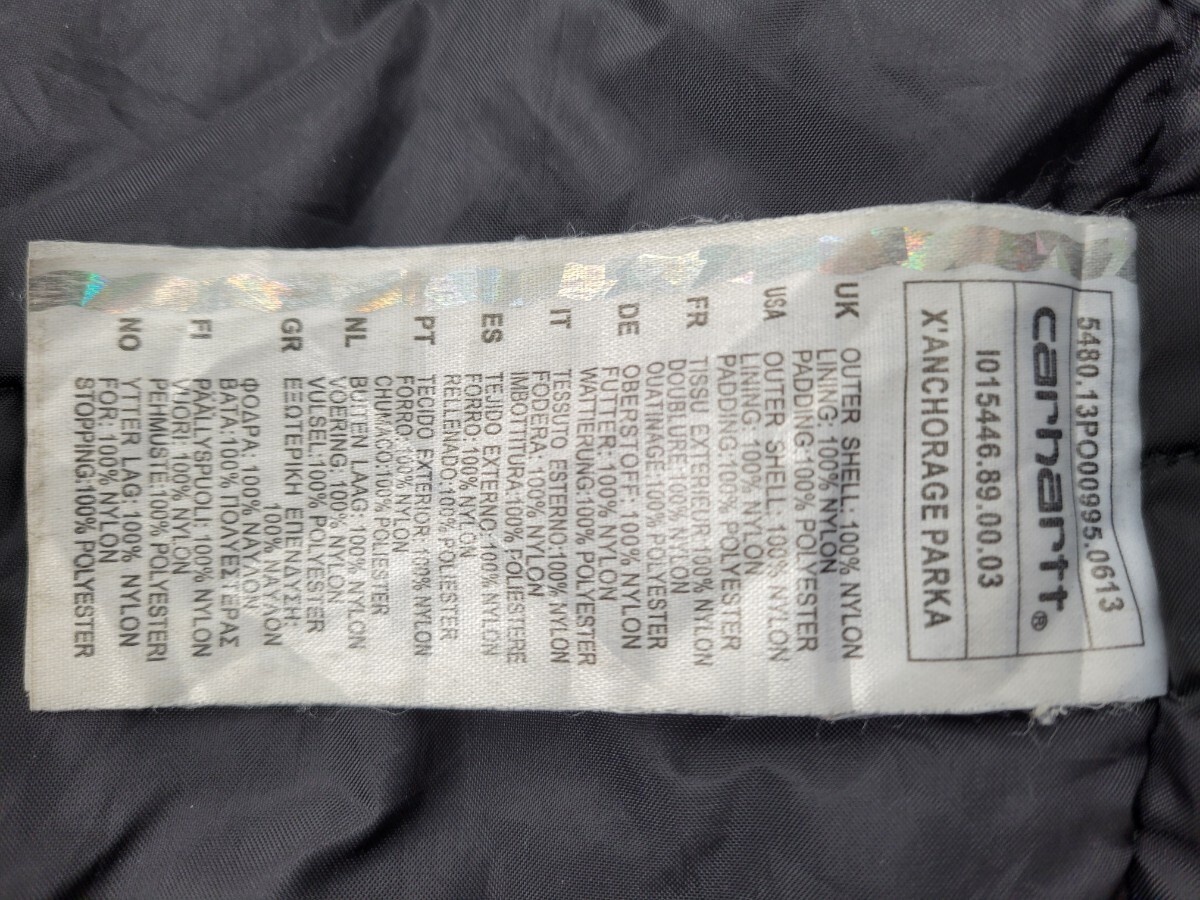 5480.13PO00995.0613
carhartt®
I015446.89.00.03
X'ANCHORAGE PARKA
UK OUTER SHELL: 100% NYLON
LINING: 100% NYLON
PADDING:100% POLYESTER
USA OUTER SHELL: 100% NYLON
LINING:100% NYLON
PADDING:100% POLYESTER
FR TISSU EXTERIEUR:100% NYLON
DOUBLURE:100% NYLON
QUATINAGE:100% POLYESTER
DE OBERSTOFF: 100% NYLON
FUTTER:100% NYLON
WATTIERUNG:100% POLYESTER
IT TESSUTO ESTERNO:100% NYLON
FODERA:100% NYLON
IMBOTTITURA:100% POLIESTERE
ES TEJIDO EXTERNO:100% NYLON
FORRO:100% NYLON
RELLENADO:100% POLIESTER
PT TECIDO EXTERIOR:100% NYLON
FORRO:100% NYLON
CHUMACO:100% POLIESTER
NL BUITEN LAAG: 100% NYLON
VOERING: 100% NYLON
VULSEL:100% POLYESTER
GR ΕΞΩΤΕΡΙΚΗ ΕΠΕΝΔΥΣΗ:
100% ΝΑΥΛΟΝ
ΦΟΔΑΡΑ: 100% ΝΑΥΛΟΝ
ΒΑΤΑ:100% ΠΟΛΥΕΣΤΕΡΑΣ
FI PÄÄLLYSPUOLI: 100% NYLON
VUORI: 100% NYLON
PEHMUSTE:100% POLYESTERI
NO YTTER LAG: 100% NYLON
FOR: 100% NYLON
STOPPING:100% POLYESTER